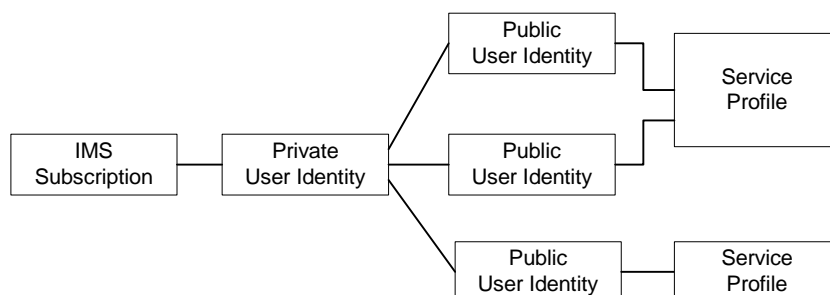 Public
User Identity
Service
Profile
IMS
Subscription
Private
User Identity
Public
User Identity
Public
User Identity
Service
Profile